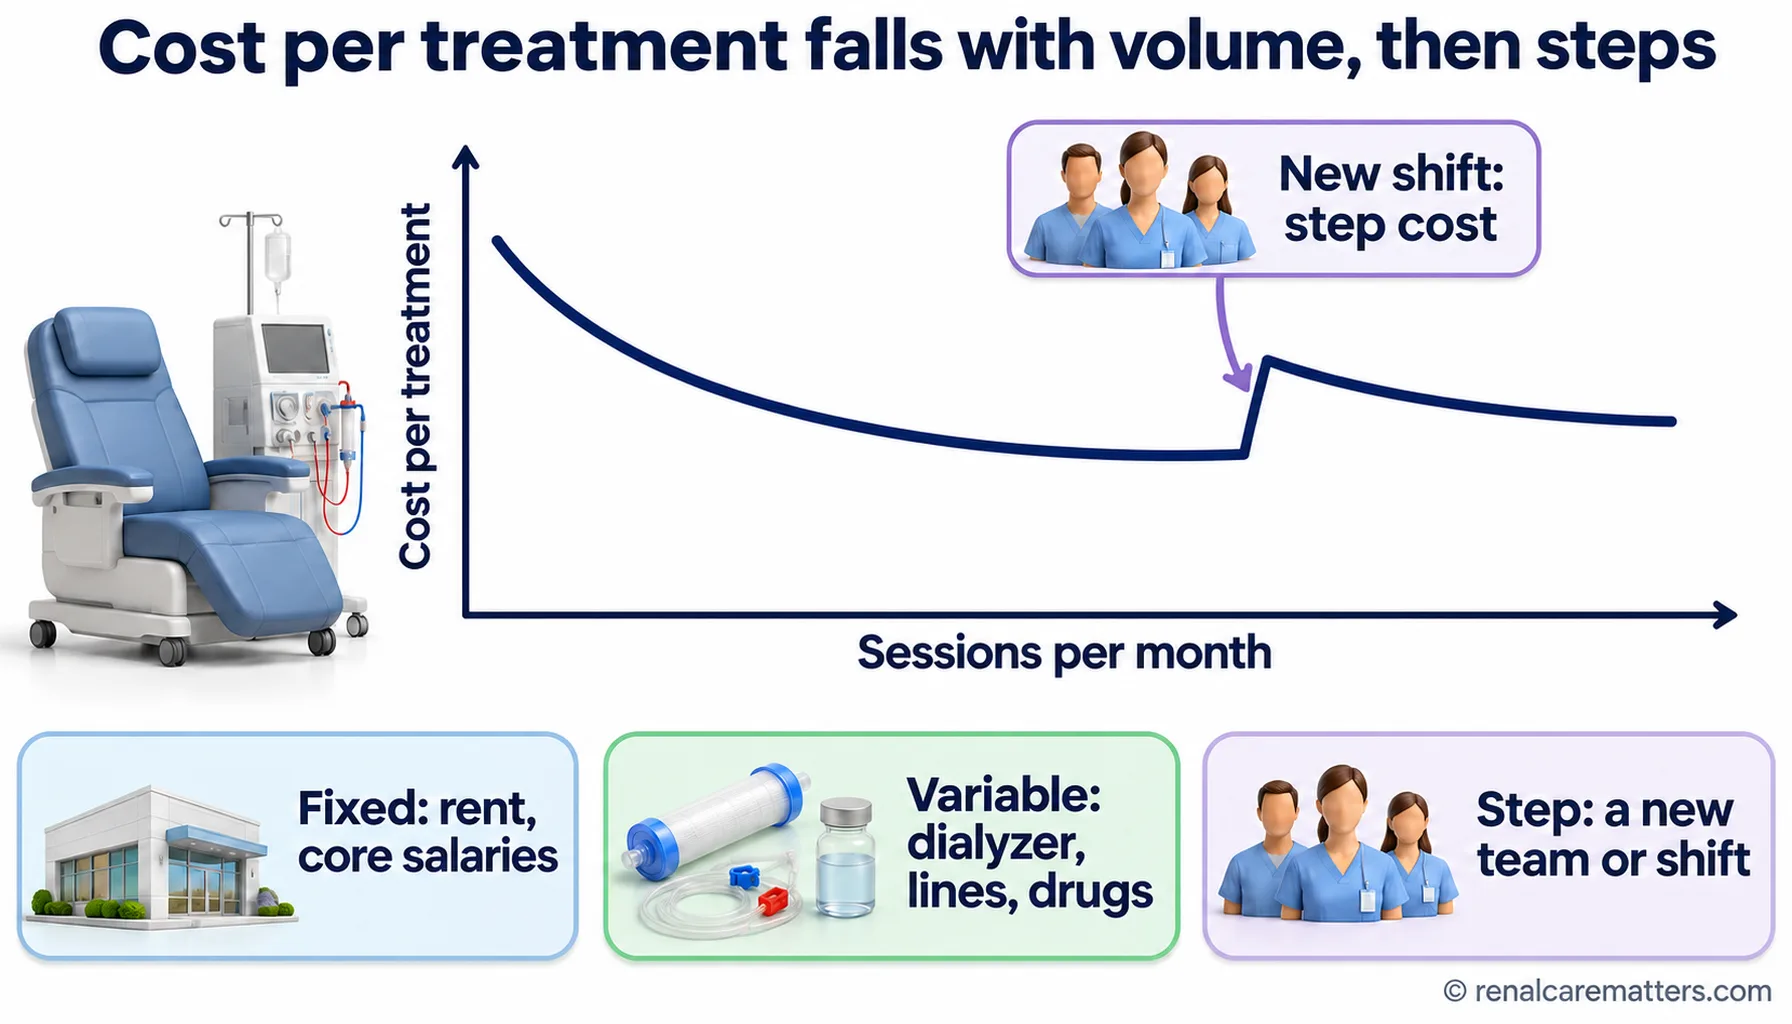 Cost per treatment falls with volume, then steps
New shift:
step cost
Cost per treatment
Sessions per month
Fixed: rent,
core salaries
Variable:
dialyzer,
lines, drugs
Step: a new
team or shift
© renalcarematters.com